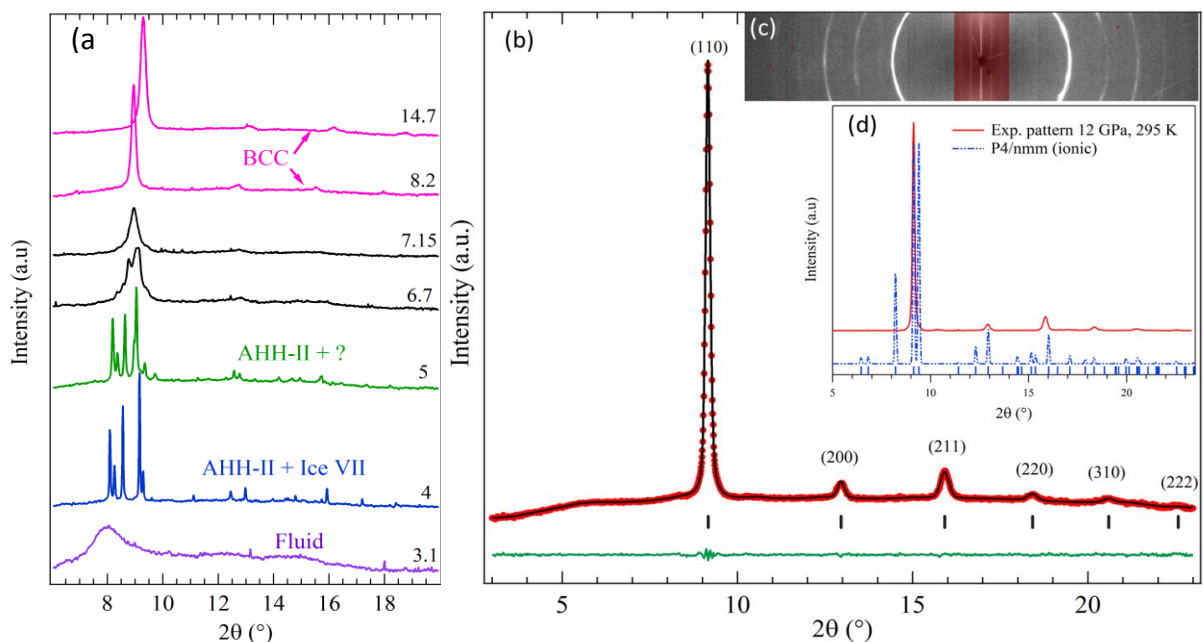 (a
14.7
BCC
8.2
7.15
6.7
AHH-II + ?
5
AHH-II + Ice VII
4
Fluid
3.1
Intensity (a.u)
8 10 12 14 16 18
2θ (°)
(b)
(110)
(200)
(211)
(220)
(310)
(222)
Intensity (a.u.)
5 10 15 20
2θ (°)
(c)
(d)
Exp. pattern 12 GPa, 295 K
P4/nmm (ionic)
Intensity (a.u)
5 10 15 20
2θ (°)